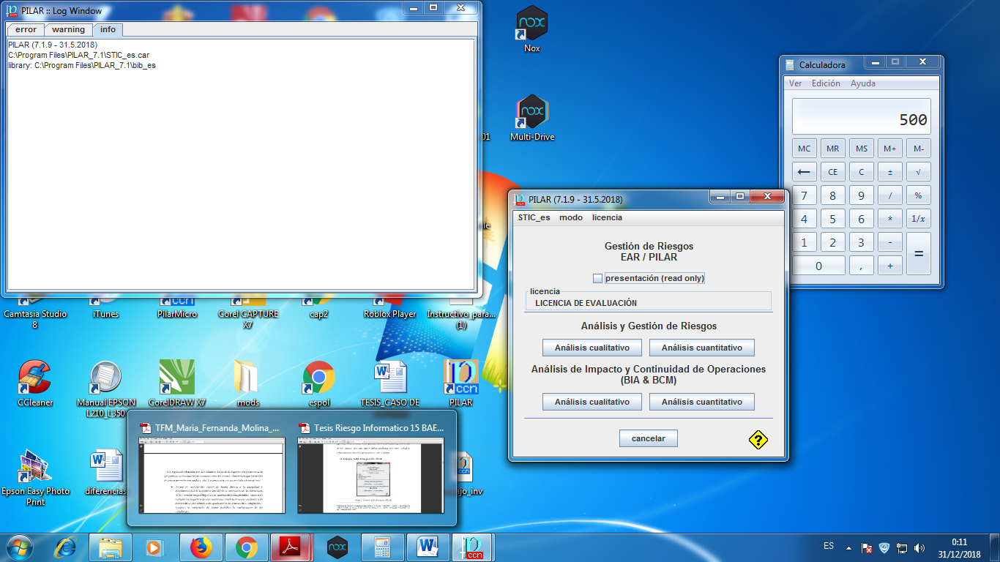 PILAR :: Log Window
error warning info
PILAR (7.1.9 - 31.5.2018)
C:\Program Files\PILAR_7.1\STIC_es.car
library: C:\Program Files\PILAR_7.1\bib_es
Nox
Multi-Drive
Calculadora
Ver Edición Ayuda
500
MC MR MS M+ M-
← CE C ± √
7 8 9 / %
4 5 6 * 1/x
1 2 3 - =
0 , +
PILAR (7.1.9 - 31.5.2018)
STIC_es modo licencia
Gestión de Riesgos
EAR / PILAR
presentación (read only)
licencia
LICENCIA DE EVALUACIÓN
Análisis y Gestión de Riesgos
Análisis cualitativo Análisis cuantitativo
Análisis de Impacto y Continuidad de Operaciones
(BIA & BCM)
Análisis cualitativo Análisis cuantitativo
cancelar
Camtasia Studio 8
iTunes
PilarMicro
Corel CAPTURE X7
cap2
Roblox Player
Instructivo_para... (1)
CCleaner
Manual EPSON L210_L350
CorelDRAW X7
mods
espol
TESIS_CASO DE
PILAR
Epson Easy Photo Print
diferencias
TFM_Maria_Fernanda_Molina_...
Tesis Riesgo Informatico 15 BAE...
ajo_inv
ES
0:11
31/12/2018